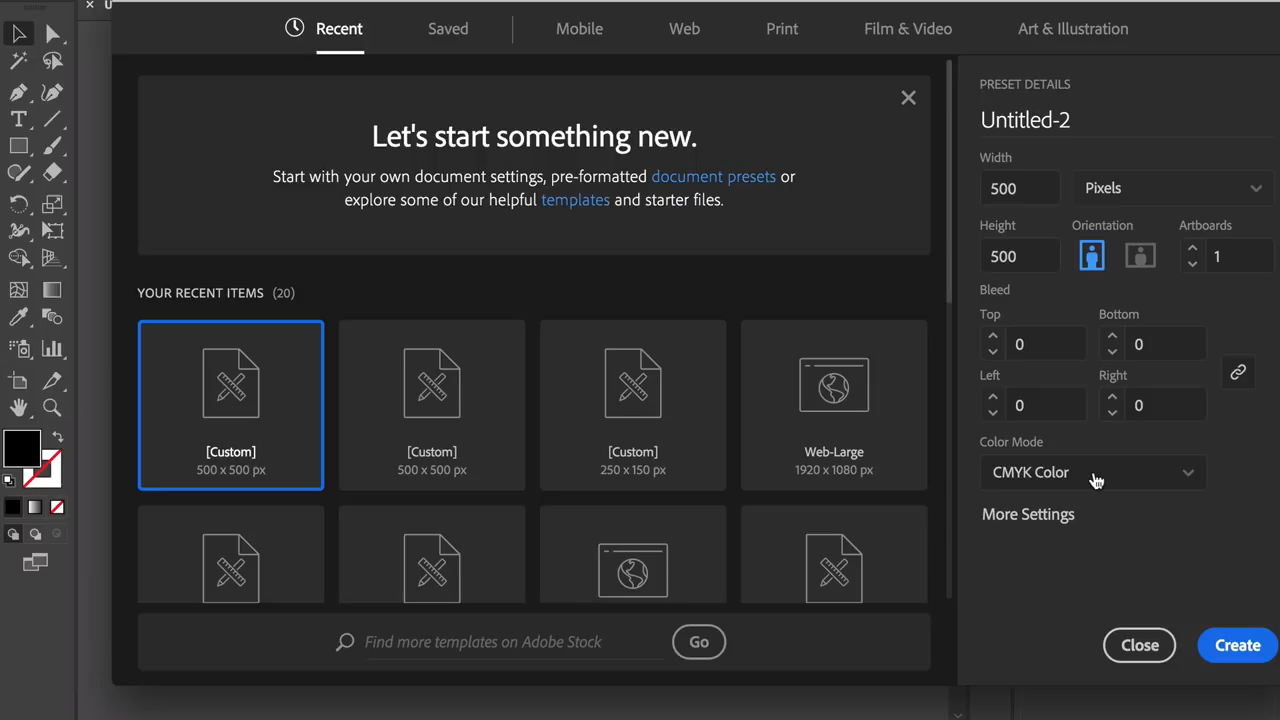 × U
Recent
Saved
Mobile
Web
Print
Film & Video
Art & Illustration
Let's start something new.
Start with your own document settings, pre-formatted document presets or
explore some of our helpful templates and starter files.
YOUR RECENT ITEMS (20)
[Custom]
500 x 500 px
[Custom]
500 x 500 px
[Custom]
250 x 150 px
Web-Large
1920 x 1080 px
Find more templates on Adobe Stock
Go
PRESET DETAILS
Untitled-2
Width
500
Pixels
Height
Orientation
Artboards
500
1
Bleed
Top
Bottom
0
0
Left
Right
0
0
Color Mode
CMYK Color
More Settings
Close
Create